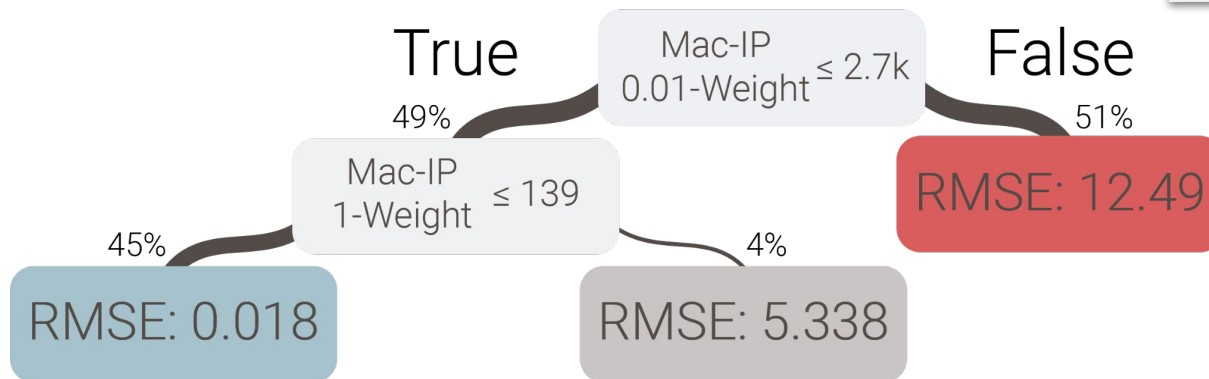 True
Mac-IP
0.01-Weight ≤ 2.7k
False
49%
51%
Mac-IP
1-Weight ≤ 139
RMSE: 12.49
45%
4%
RMSE: 0.018
RMSE: 5.338